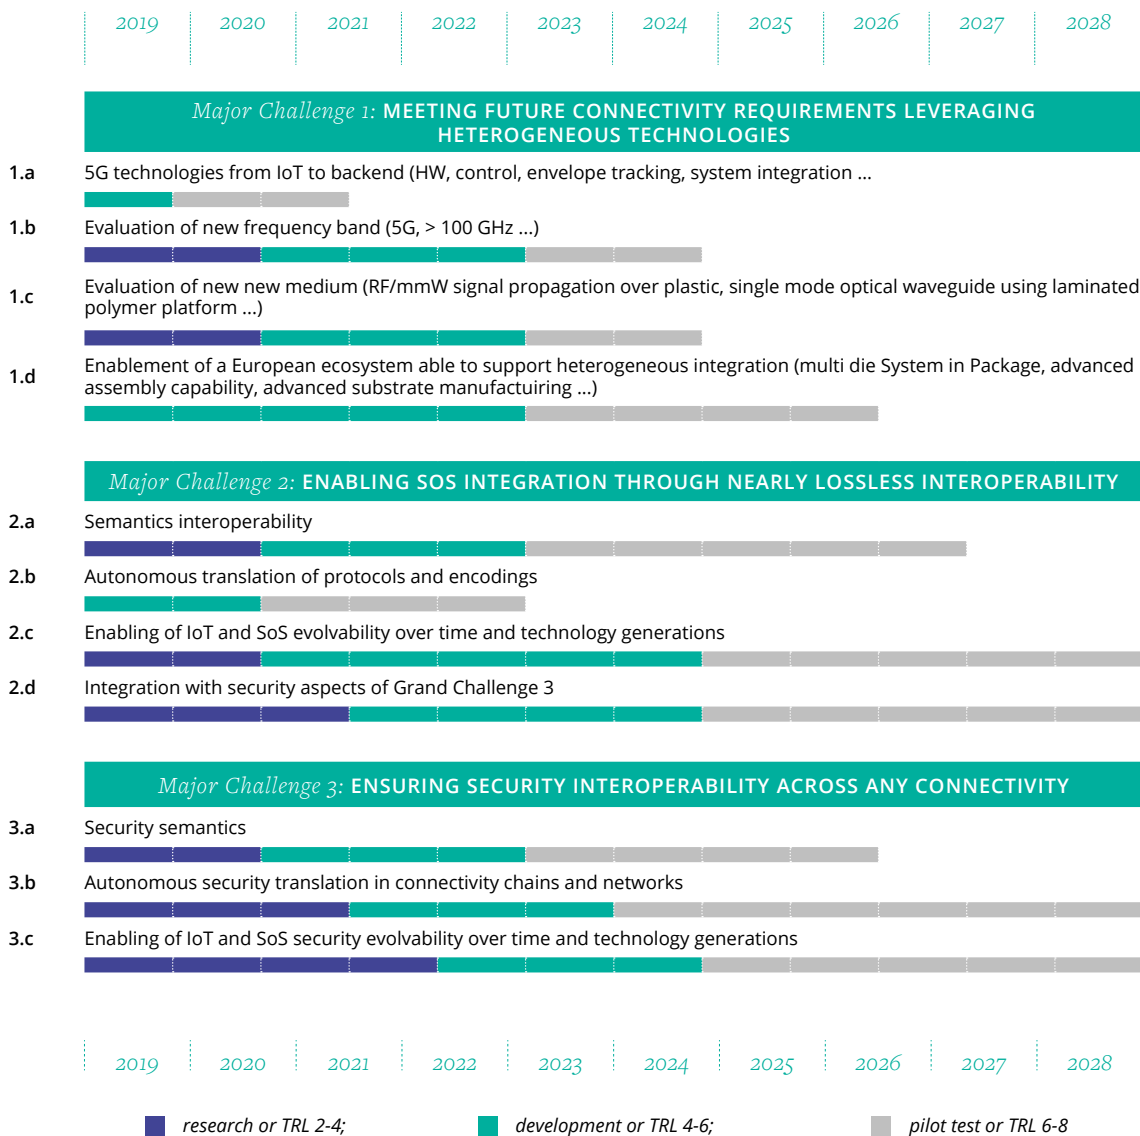 2019 2020 2021 2022 2023 2024 2025 2026 2027 2028
Major Challenge 1: MEETING FUTURE CONNECTIVITY REQUIREMENTS LEVERAGING
HETEROGENEOUS TECHNOLOGIES
1.a 5G technologies from IoT to backend (HW, control, envelope tracking, system integration ...
1.b Evaluation of new frequency band (5G, > 100 GHz ...)
1.c Evaluation of new new medium (RF/mmW signal propagation over plastic, single mode optical waveguide using laminated
polymer platform ...)
1.d Enablement of a European ecosystem able to support heterogeneous integration (multi die System in Package, advanced
assembly capability, advanced substrate manufactuiring ...)
Major Challenge 2: ENABLING SOS INTEGRATION THROUGH NEARLY LOSSLESS INTEROPERABILITY
2.a Semantics interoperability
2.b Autonomous translation of protocols and encodings
2.c Enabling of IoT and SoS evolvability over time and technology generations
2.d Integration with security aspects of Grand Challenge 3
Major Challenge 3: ENSURING SECURITY INTEROPERABILITY ACROSS ANY CONNECTIVITY
3.a Security semantics
3.b Autonomous security translation in connectivity chains and networks
3.c Enabling of IoT and SoS security evolvability over time and technology generations
2019 2020 2021 2022 2023 2024 2025 2026 2027 2028
research or TRL 2-4; development or TRL 4-6; pilot test or TRL 6-8